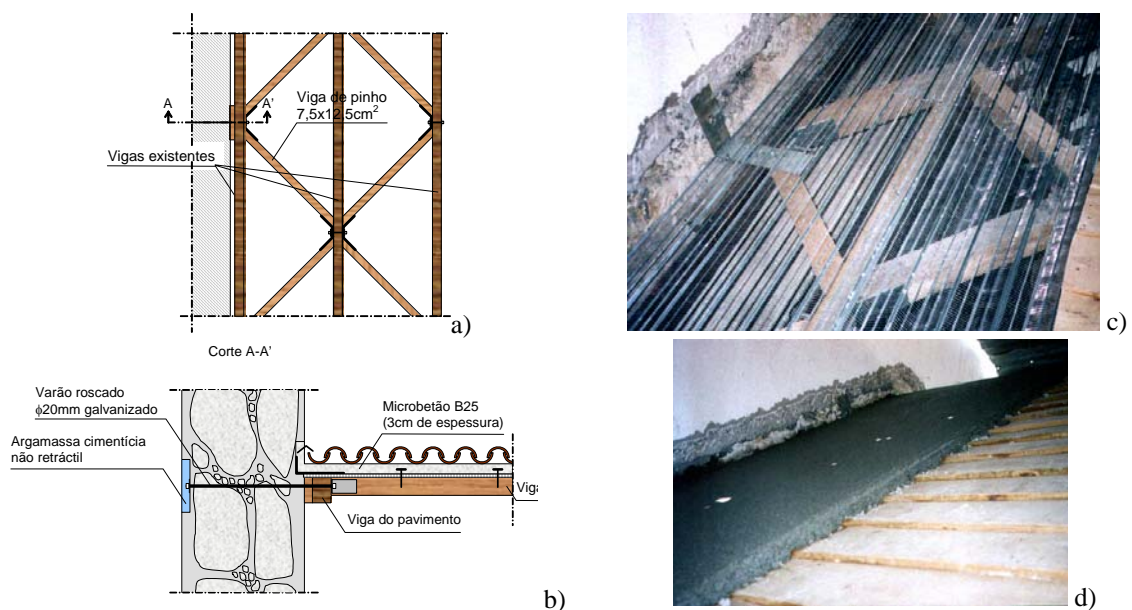 A
A'
Viga de pinho
7,5x12,5cm²
Vigas existentes
a)
c)
Corte A-A'
Varão roscado
ϕ20mm galvanizado
Argamassa cimentícia
não retráctil
Microbetão B25
(3cm de espessura)
Viga do pavimento
b)
d)